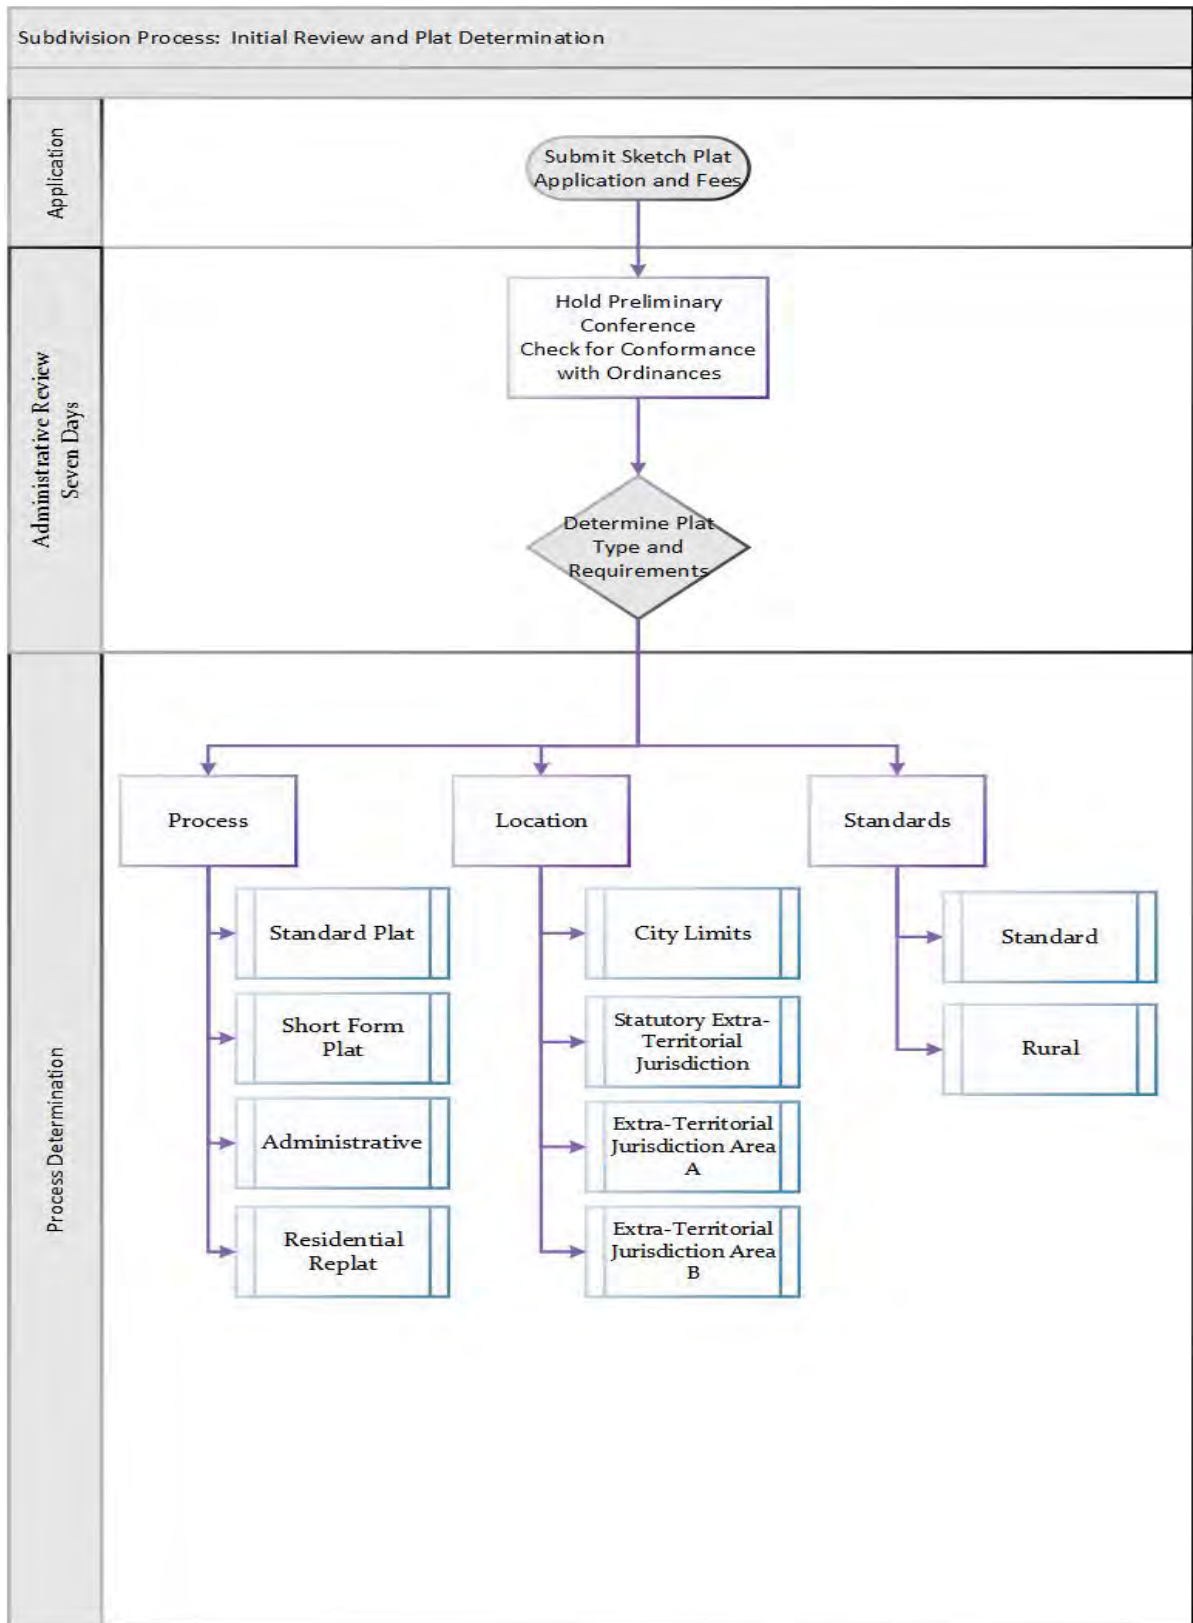 Subdivision Process: Initial Review and Plat Determination
Application
Submit Sketch Plat
Application and Fees
Administrative Review
Seven Days
Hold Preliminary
Conference
Check for Conformance
with Ordinances
Determine Plat
Type and
Requirements
Process Determination
Process
Location
Standards
Standard Plat
Short Form
Plat
Administrative
Residential
Replat
City Limits
Statutory Extra-
Territorial
Jurisdiction
Extra-Territorial
Jurisdiction Area
A
Extra-Territorial
Jurisdiction Area
B
Standard
Rural